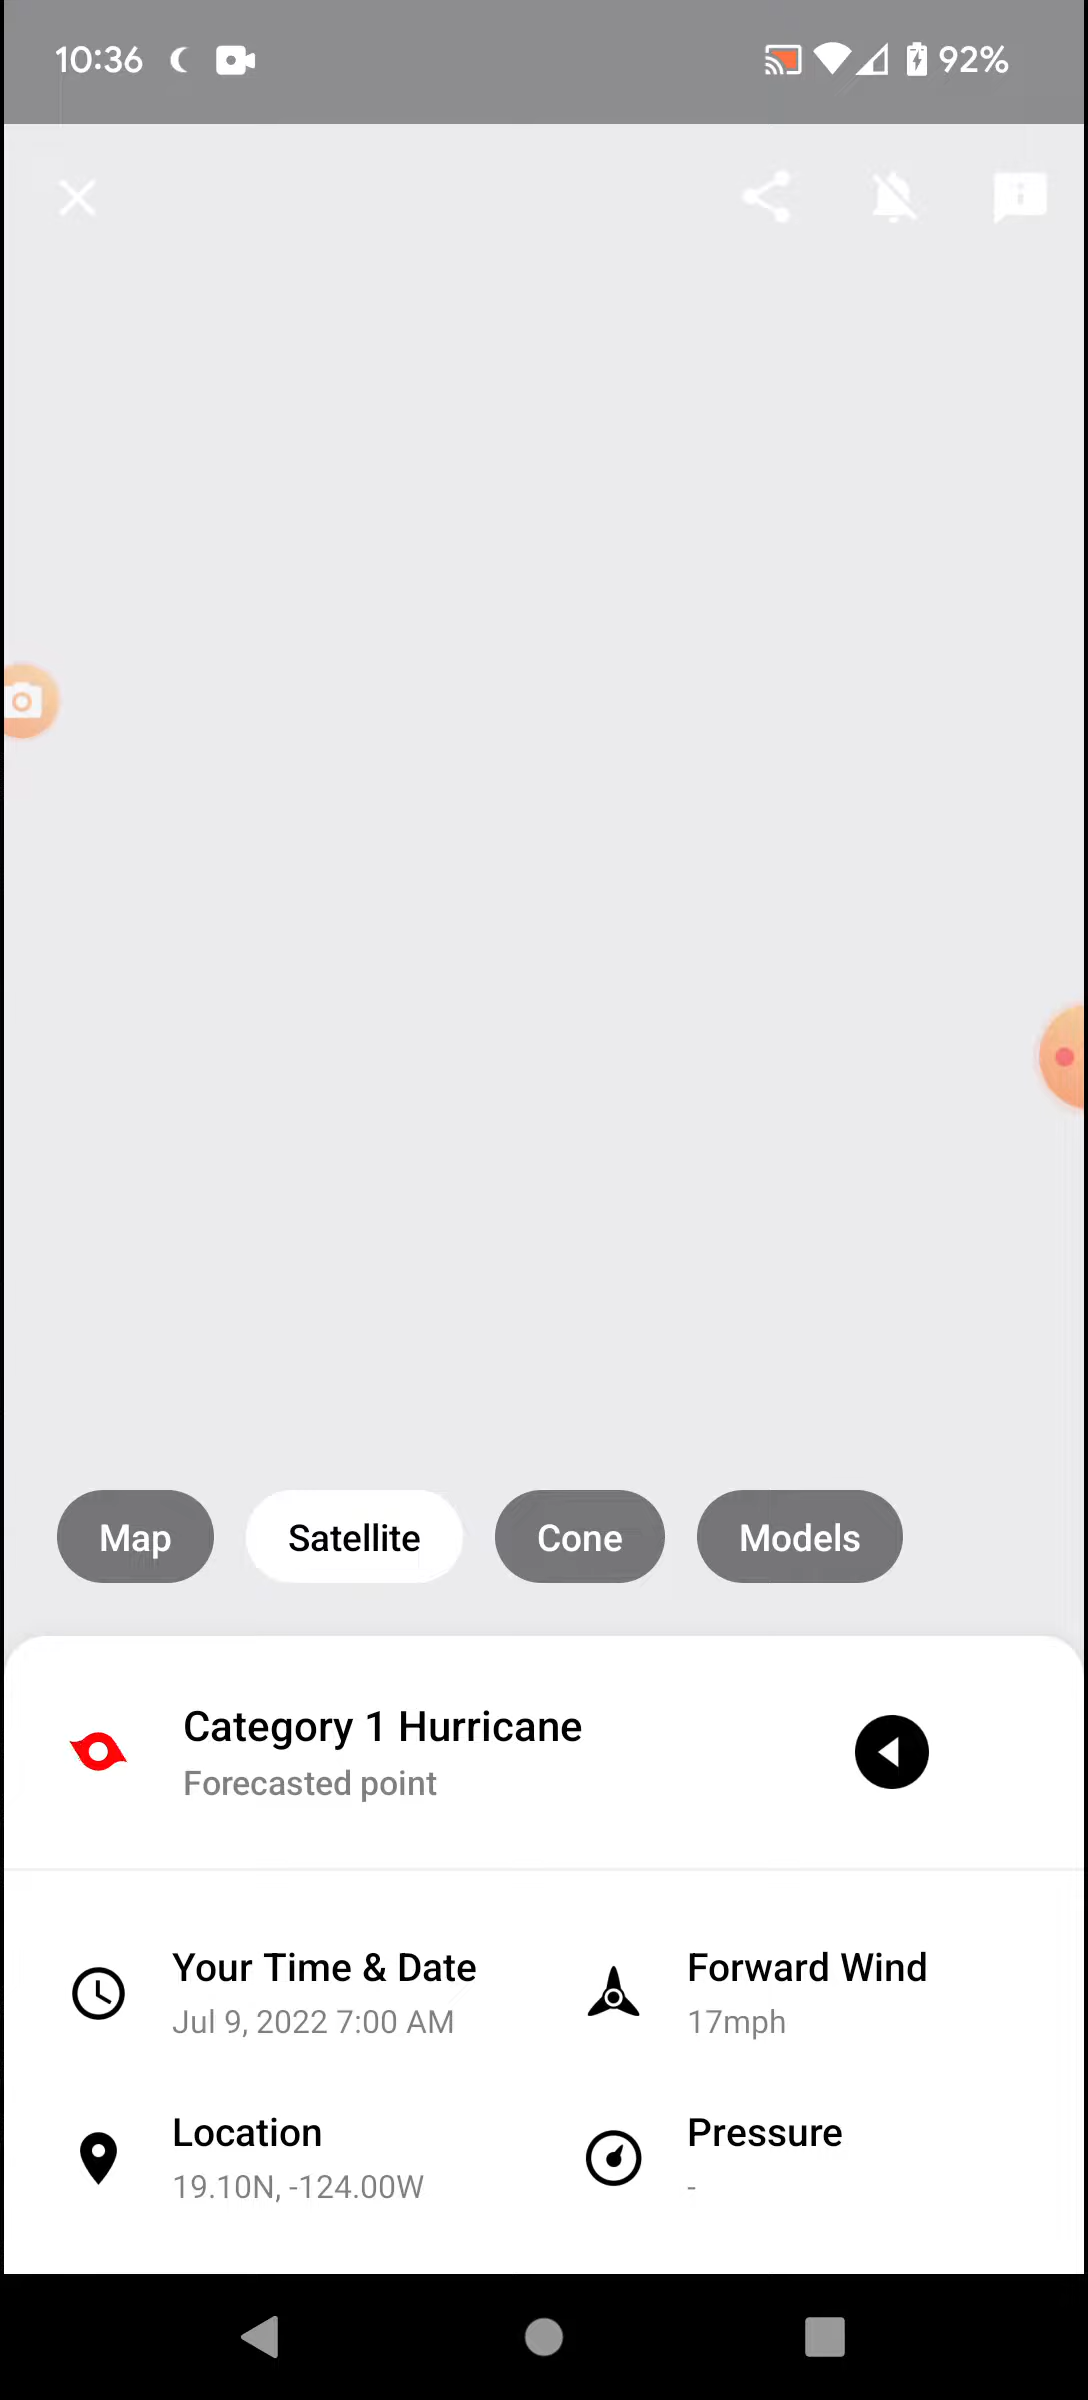 10:36
92%
Map
Satellite
Cone
Models
Category 1 Hurricane
Forecasted point
Your Time & Date
Jul 9, 2022 7:00 AM
Forward Wind
17mph
Location
19.10N, -124.00W
Pressure
-